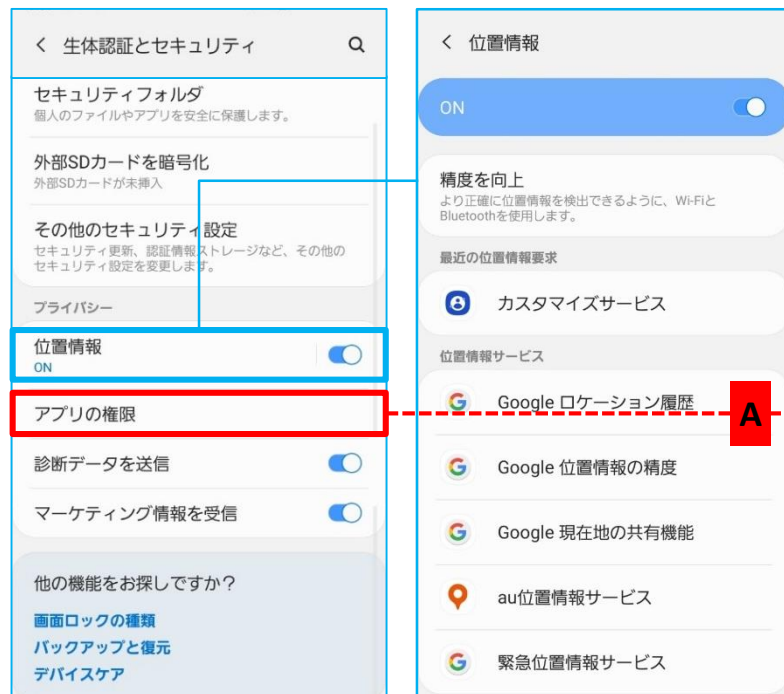 生体認証とセキュリティ
セキュリティフォルダ
個人のファイルやアプリを安全に保護します。
外部SDカードを暗号化
外部SDカードが未挿入
その他のセキュリティ設定
セキュリティ更新、認証情報ストレージなど、その他の
セキュリティ設定を変更します。
プライバシー
位置情報
ON
アプリの権限
診断データを送信
マーケティング情報を受信
他の機能をお探しですか？
画面ロックの種類
バックアップと復元
デバイスケア
位置情報
ON
精度を向上
より正確に位置情報を検出できるように、Wi-Fiと
Bluetoothを使用します。
最近の位置情報要求
カスタマイズサービス
位置情報サービス
Google ロケーション履歴
A
Google 位置情報の精度
Google 現在地の共有機能
au位置情報サービス
緊急位置情報サービス